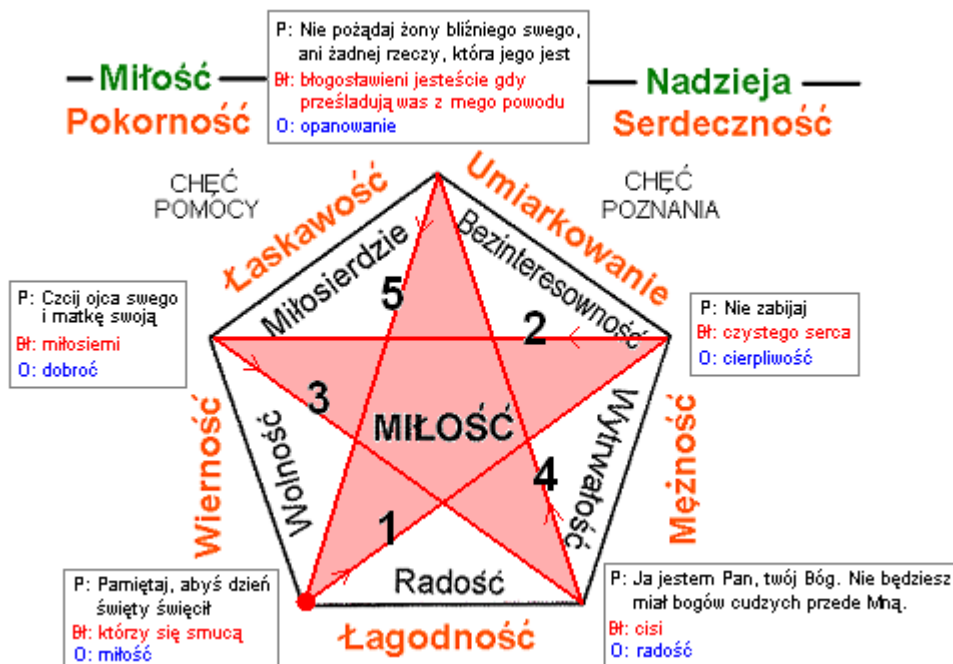 P: Nie pożądaj żony bliźniego swego,
ani żadnej rzeczy, która jego jest
Bł: błogosławieni jesteście gdy
prześladują was z mego powodu
O: opanowanie
Miłość
Nadzieja
Pokorność
Serdeczność
CHĘĆ
POMOCY
CHĘĆ
POZNANIA
Łaskawość
Umiarkowanie
Miłosierdzie
Bezinteresowność
5
2
P: Czcij ojca swego
i matkę swoją
Bł: miłosierni
O: dobroć
P: Nie zabijaj
Bł: czystego serca
O: cierpliwość
3
MIŁOŚĆ
4
1
Wierność
Wolność
Wytrwałość
Mężność
Radość
Łagodność
P: Pamiętaj, abyś dzień
święty święcił
Bł: którzy się smucą
O: miłość
P: Ja jestem Pan, twój Bóg. Nie będziesz
miał bogów cudzych przede Mną.
Bł: cisi
O: radość